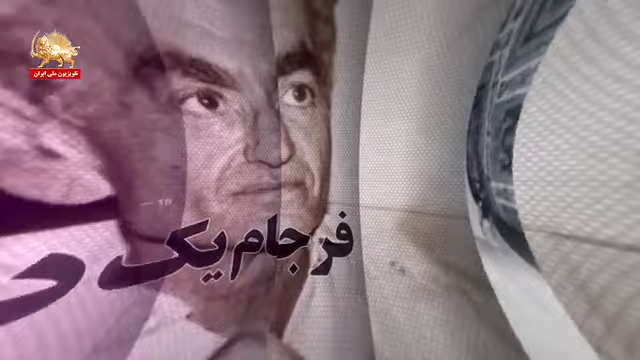 تلویزیون ملی ایران
فرجام یک د